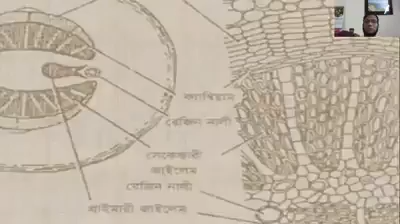 ক্যাম্বিয়াম
রেজিন নালী
সেকেন্ডারী
জাইলেম
রেজিন নালী
প্রাইমারী জাইলেম